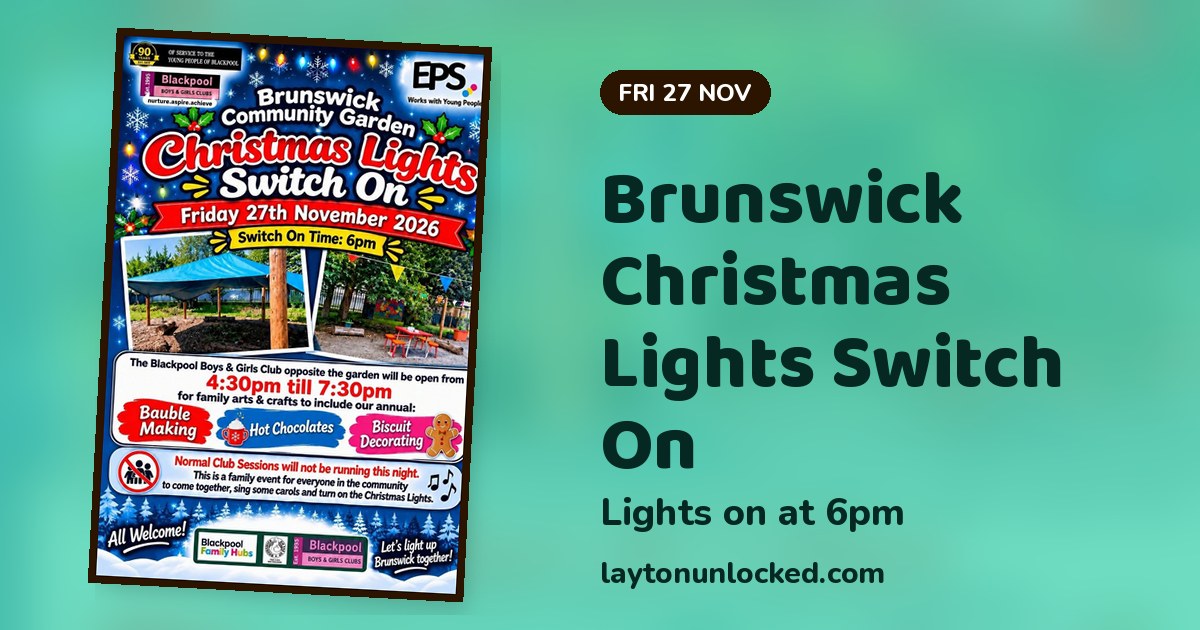 90
YEARS
OF SERVICE TO THE
YOUNG PEOPLE OF BLACKPOOL
Est. 1995
Blackpool
BOYS & GIRLS CLUBS
nurture.aspire.achieve
EPS
Works with Young People
Brunswick
Community Garden
Christmas Lights
Switch On
Friday 27th November 2026
Switch On Time: 6pm
The Blackpool Boys & Girls Club opposite the garden will be open from
4:30pm till 7:30pm
for family arts & crafts to include our annual:
Bauble
Making
Hot Chocolates
Biscuit
Decorating
Normal Club Sessions will not be running this night.
This is a family event for everyone in the community
to come together, sing some carols and turn on the Christmas Lights.
All Welcome!
Blackpool
Family Hubs
Blackpool
BOYS & GIRLS CLUBS
Let's light up
Brunswick together!
FRI 27 NOV
Brunswick
Christmas
Lights Switch
On
Lights on at 6pm
laytonunlocked.com